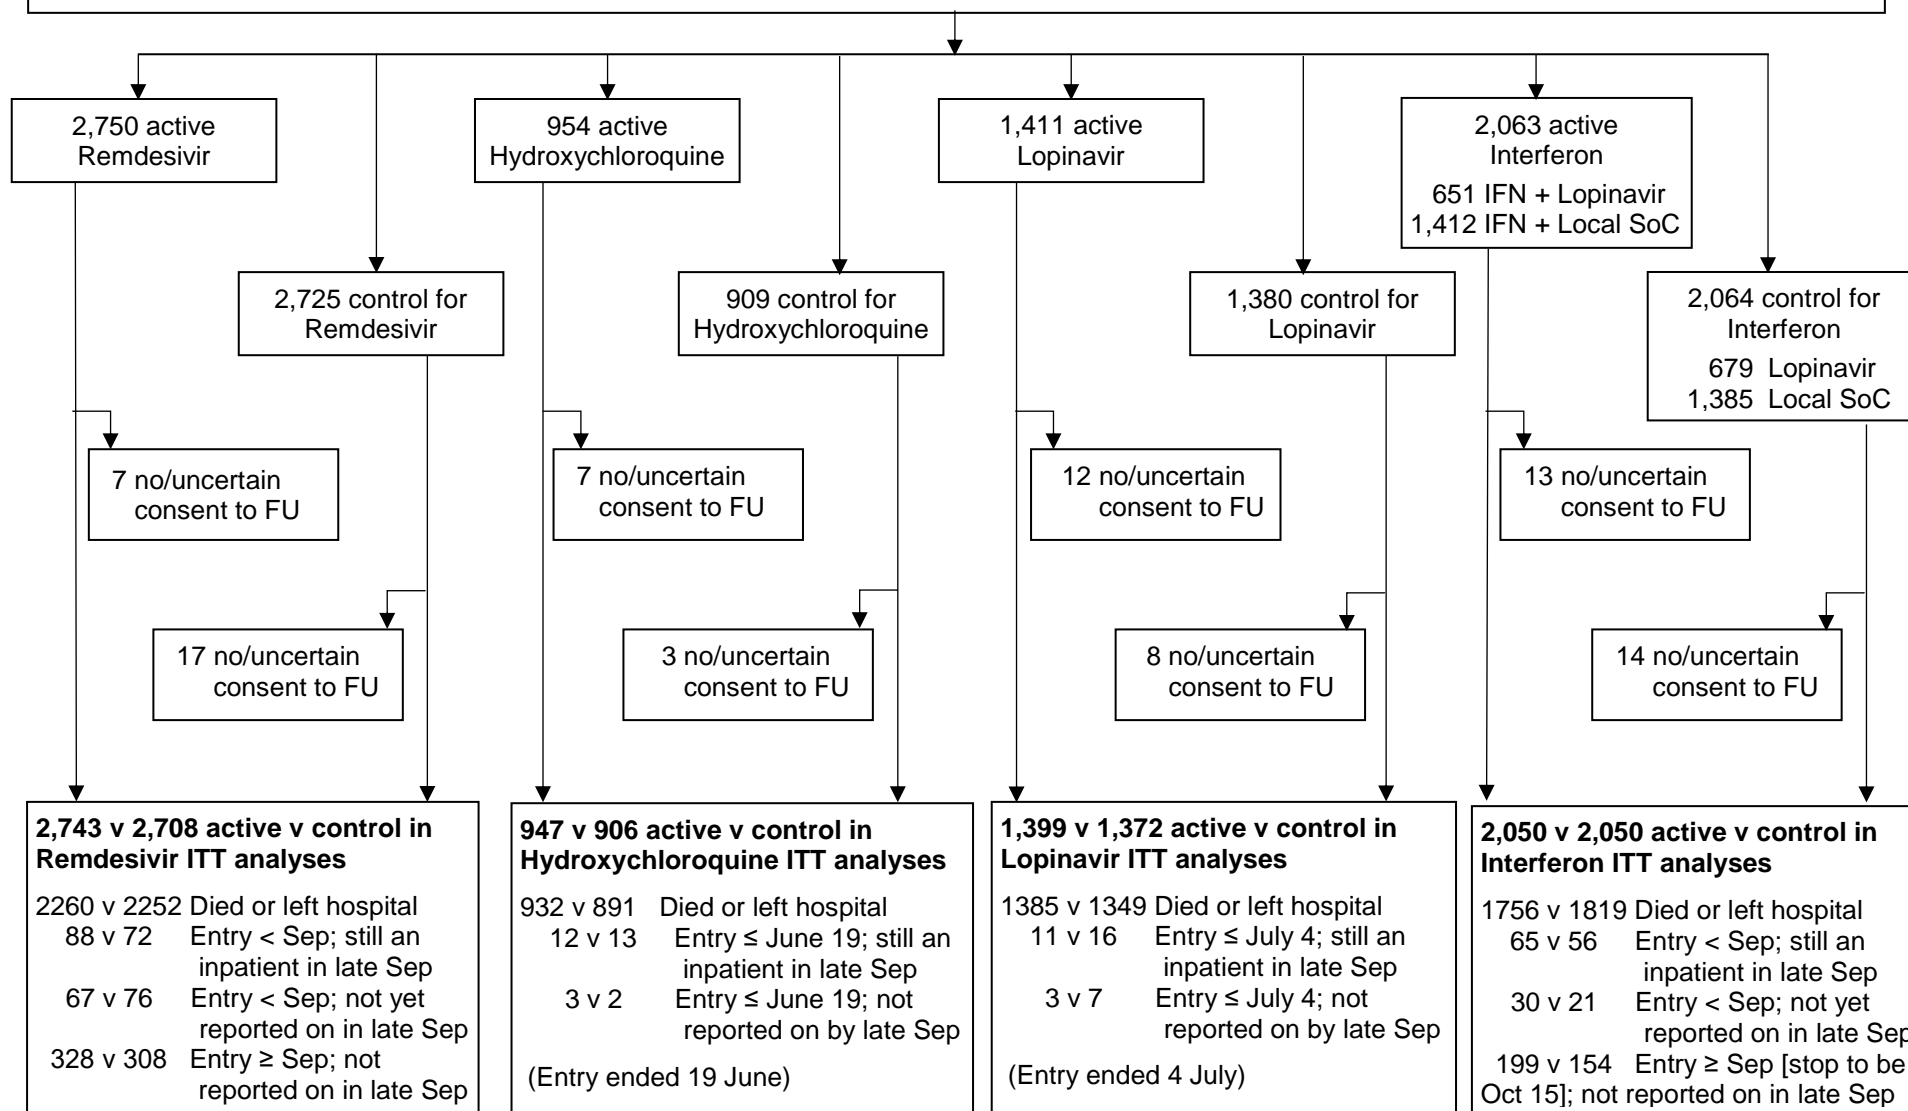 2,750 active
Remdesivir
954 active
Hydroxychloroquine
1,411 active
Lopinavir
2,063 active
Interferon
651 IFN + Lopinavir
1,412 IFN + Local SoC
2,725 control for
Remdesivir
909 control for
Hydroxychloroquine
1,380 control for
Lopinavir
2,064 control for
Interferon
679 Lopinavir
1,385 Local SoC
7 no/uncertain
consent to FU
7 no/uncertain
consent to FU
12 no/uncertain
consent to FU
13 no/uncertain
consent to FU
17 no/uncertain
consent to FU
3 no/uncertain
consent to FU
8 no/uncertain
consent to FU
14 no/uncertain
consent to FU
2,743 v 2,708 active v control in
Remdesivir ITT analyses
2260 v 2252 Died or left hospital
88 v 72 Entry < Sep; still an
inpatient in late Sep
67 v 76 Entry < Sep; not yet
reported on in late Sep
328 v 308 Entry ≥ Sep; not
reported on in late Sep
947 v 906 active v control in
Hydroxychloroquine ITT analyses
932 v 891 Died or left hospital
12 v 13 Entry ≤ June 19; still an
inpatient in late Sep
3 v 2 Entry ≤ June 19; not
reported on by late Sep
(Entry ended 19 June)
1,399 v 1,372 active v control in
Lopinavir ITT analyses
1385 v 1349 Died or left hospital
11 v 16 Entry ≤ July 4; still an
inpatient in late Sep
3 v 7 Entry ≤ July 4; not
reported on by late Sep
(Entry ended 4 July)
2,050 v 2,050 active v control in
Interferon ITT analyses
1756 v 1819 Died or left hospital
65 v 56 Entry < Sep; still an
inpatient in late Sep
30 v 21 Entry < Sep; not yet
reported on in late Sep
199 v 154 Entry ≥ Sep [stop to be
Oct 15]; not reported on in late Sep